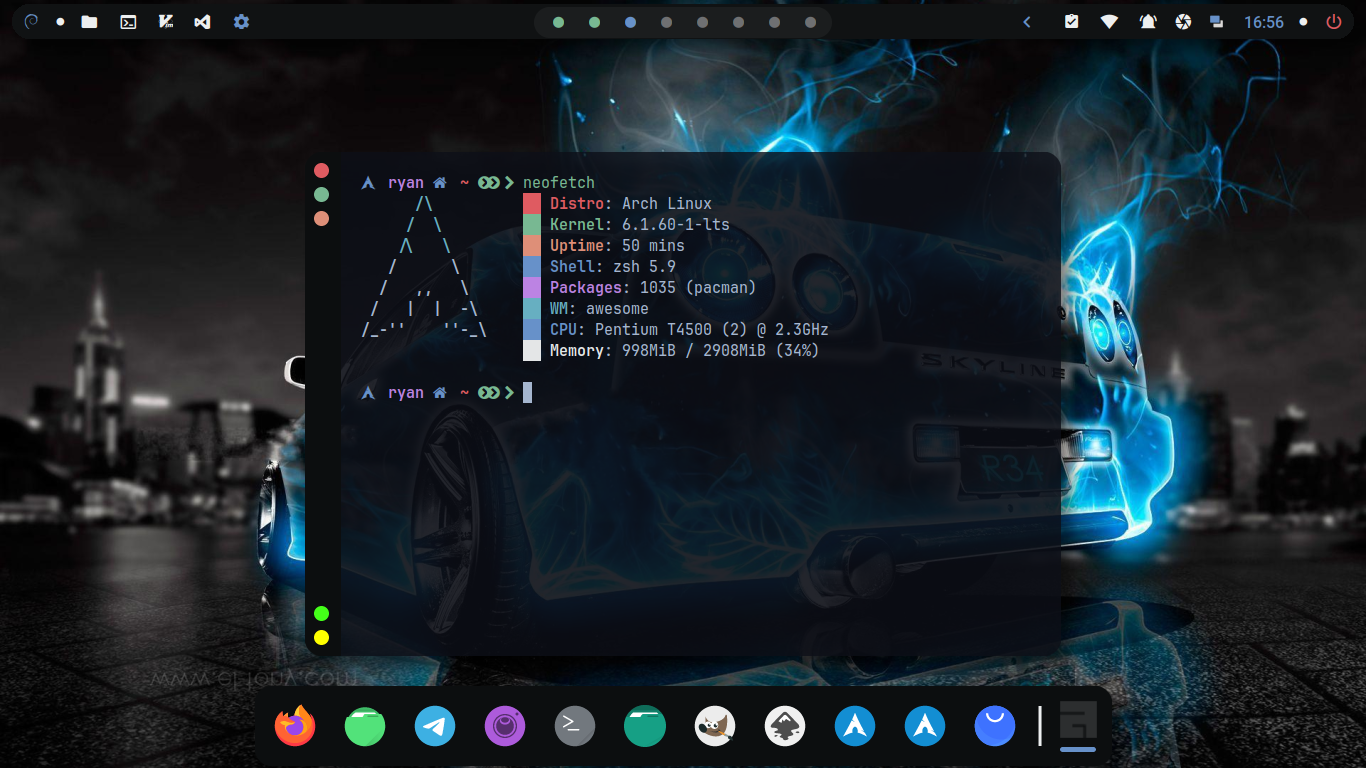 16:56
ryan ~ neofetch
Distro: Arch Linux
Kernel: 6.1.60-1-lts
Uptime: 50 mins
Shell: zsh 5.9
Packages: 1035 (pacman)
WM: awesome
CPU: Pentium T4500 (2) @ 2.3GHz
Memory: 998MiB / 2908MiB (34%)
SKYLINE
ryan ~
R34